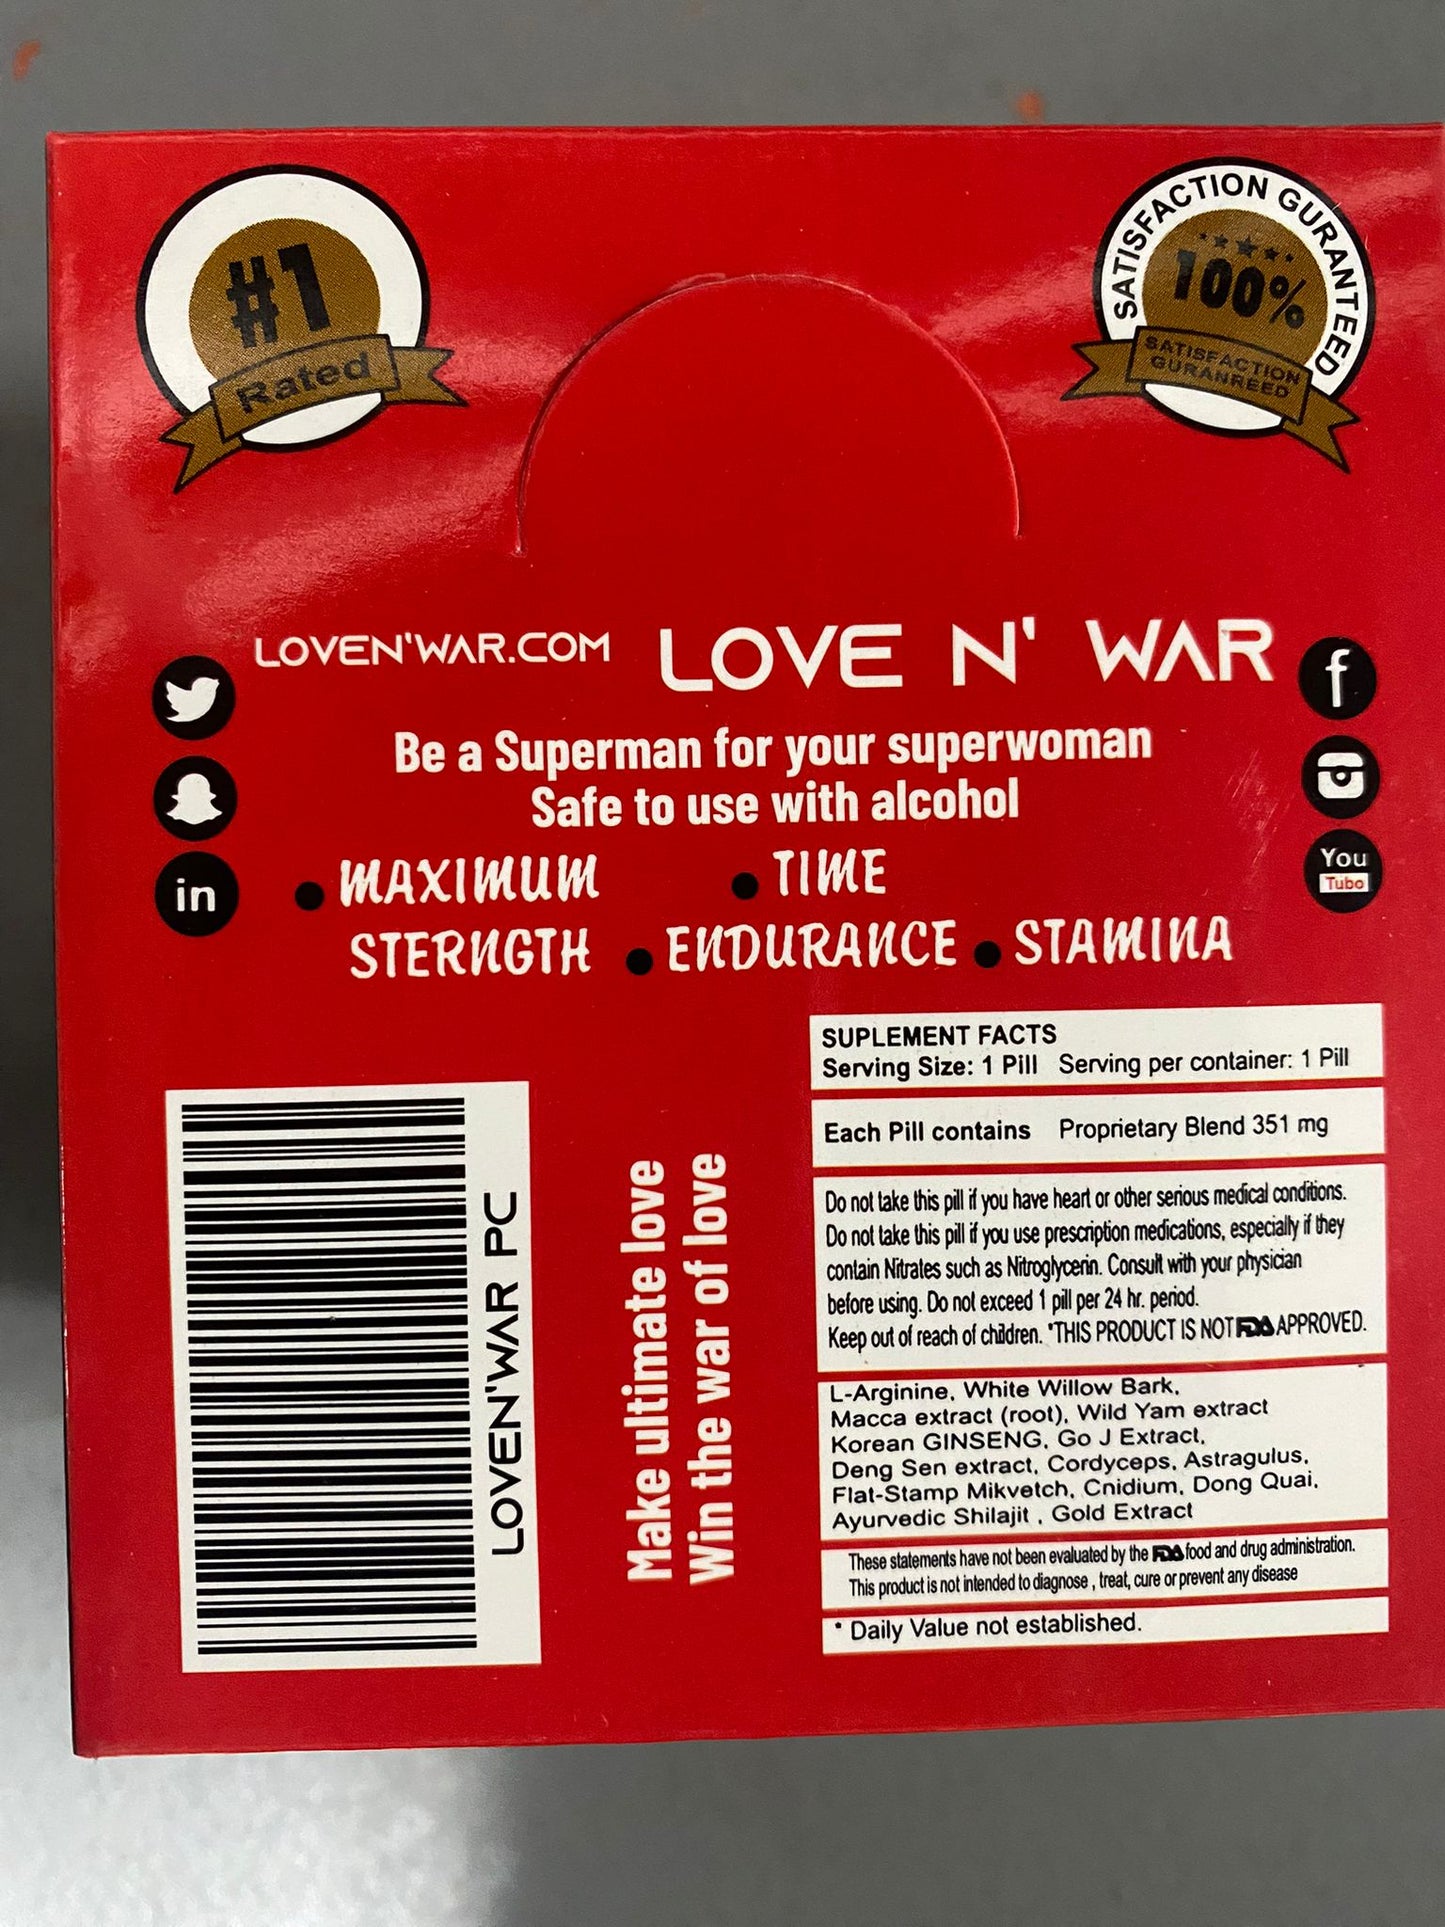 #1
Rated
SATISFACTION GURANTEED
100%
SATISFACTION
GURANREED
LOVEN'WAR.COM
LOVE N' WAR
Be a Superman for your superwoman
Safe to use with alcohol
• MAXIMUM
STERNGTH
• TIME
• ENDURANCE • STAMINA
f
You
Tubo
in
LOVEN'WAR PC
Make ultimate love
Win the war of love
SUPLEMENT FACTS
Serving Size: 1 Pill Serving per container: 1 Pill
Each Pill contains Proprietary Blend 351 mg
Do not take this pill if you have heart or other serious medical conditions.
Do not take this pill if you use prescription medications, especially if they
contain Nitrates such as Nitroglycerin. Consult with your physician
before using. Do not exceed 1 pill per 24 hr. period.
Keep out of reach of children. *THIS PRODUCT IS NOT FDA APPROVED.
L-Arginine, White Willow Bark,
Macca extract (root), Wild Yam extract
Korean GINSENG, Go J Extract,
Deng Sen extract, Cordyceps, Astragulus,
Flat-Stamp Mikvetch, Cnidium, Dong Quai,
Ayurvedic Shilajit , Gold Extract
These statements have not been evaluated by the FDA food and drug administration.
This product is not intended to diagnose , treat, cure or prevent any disease
* Daily Value not established.